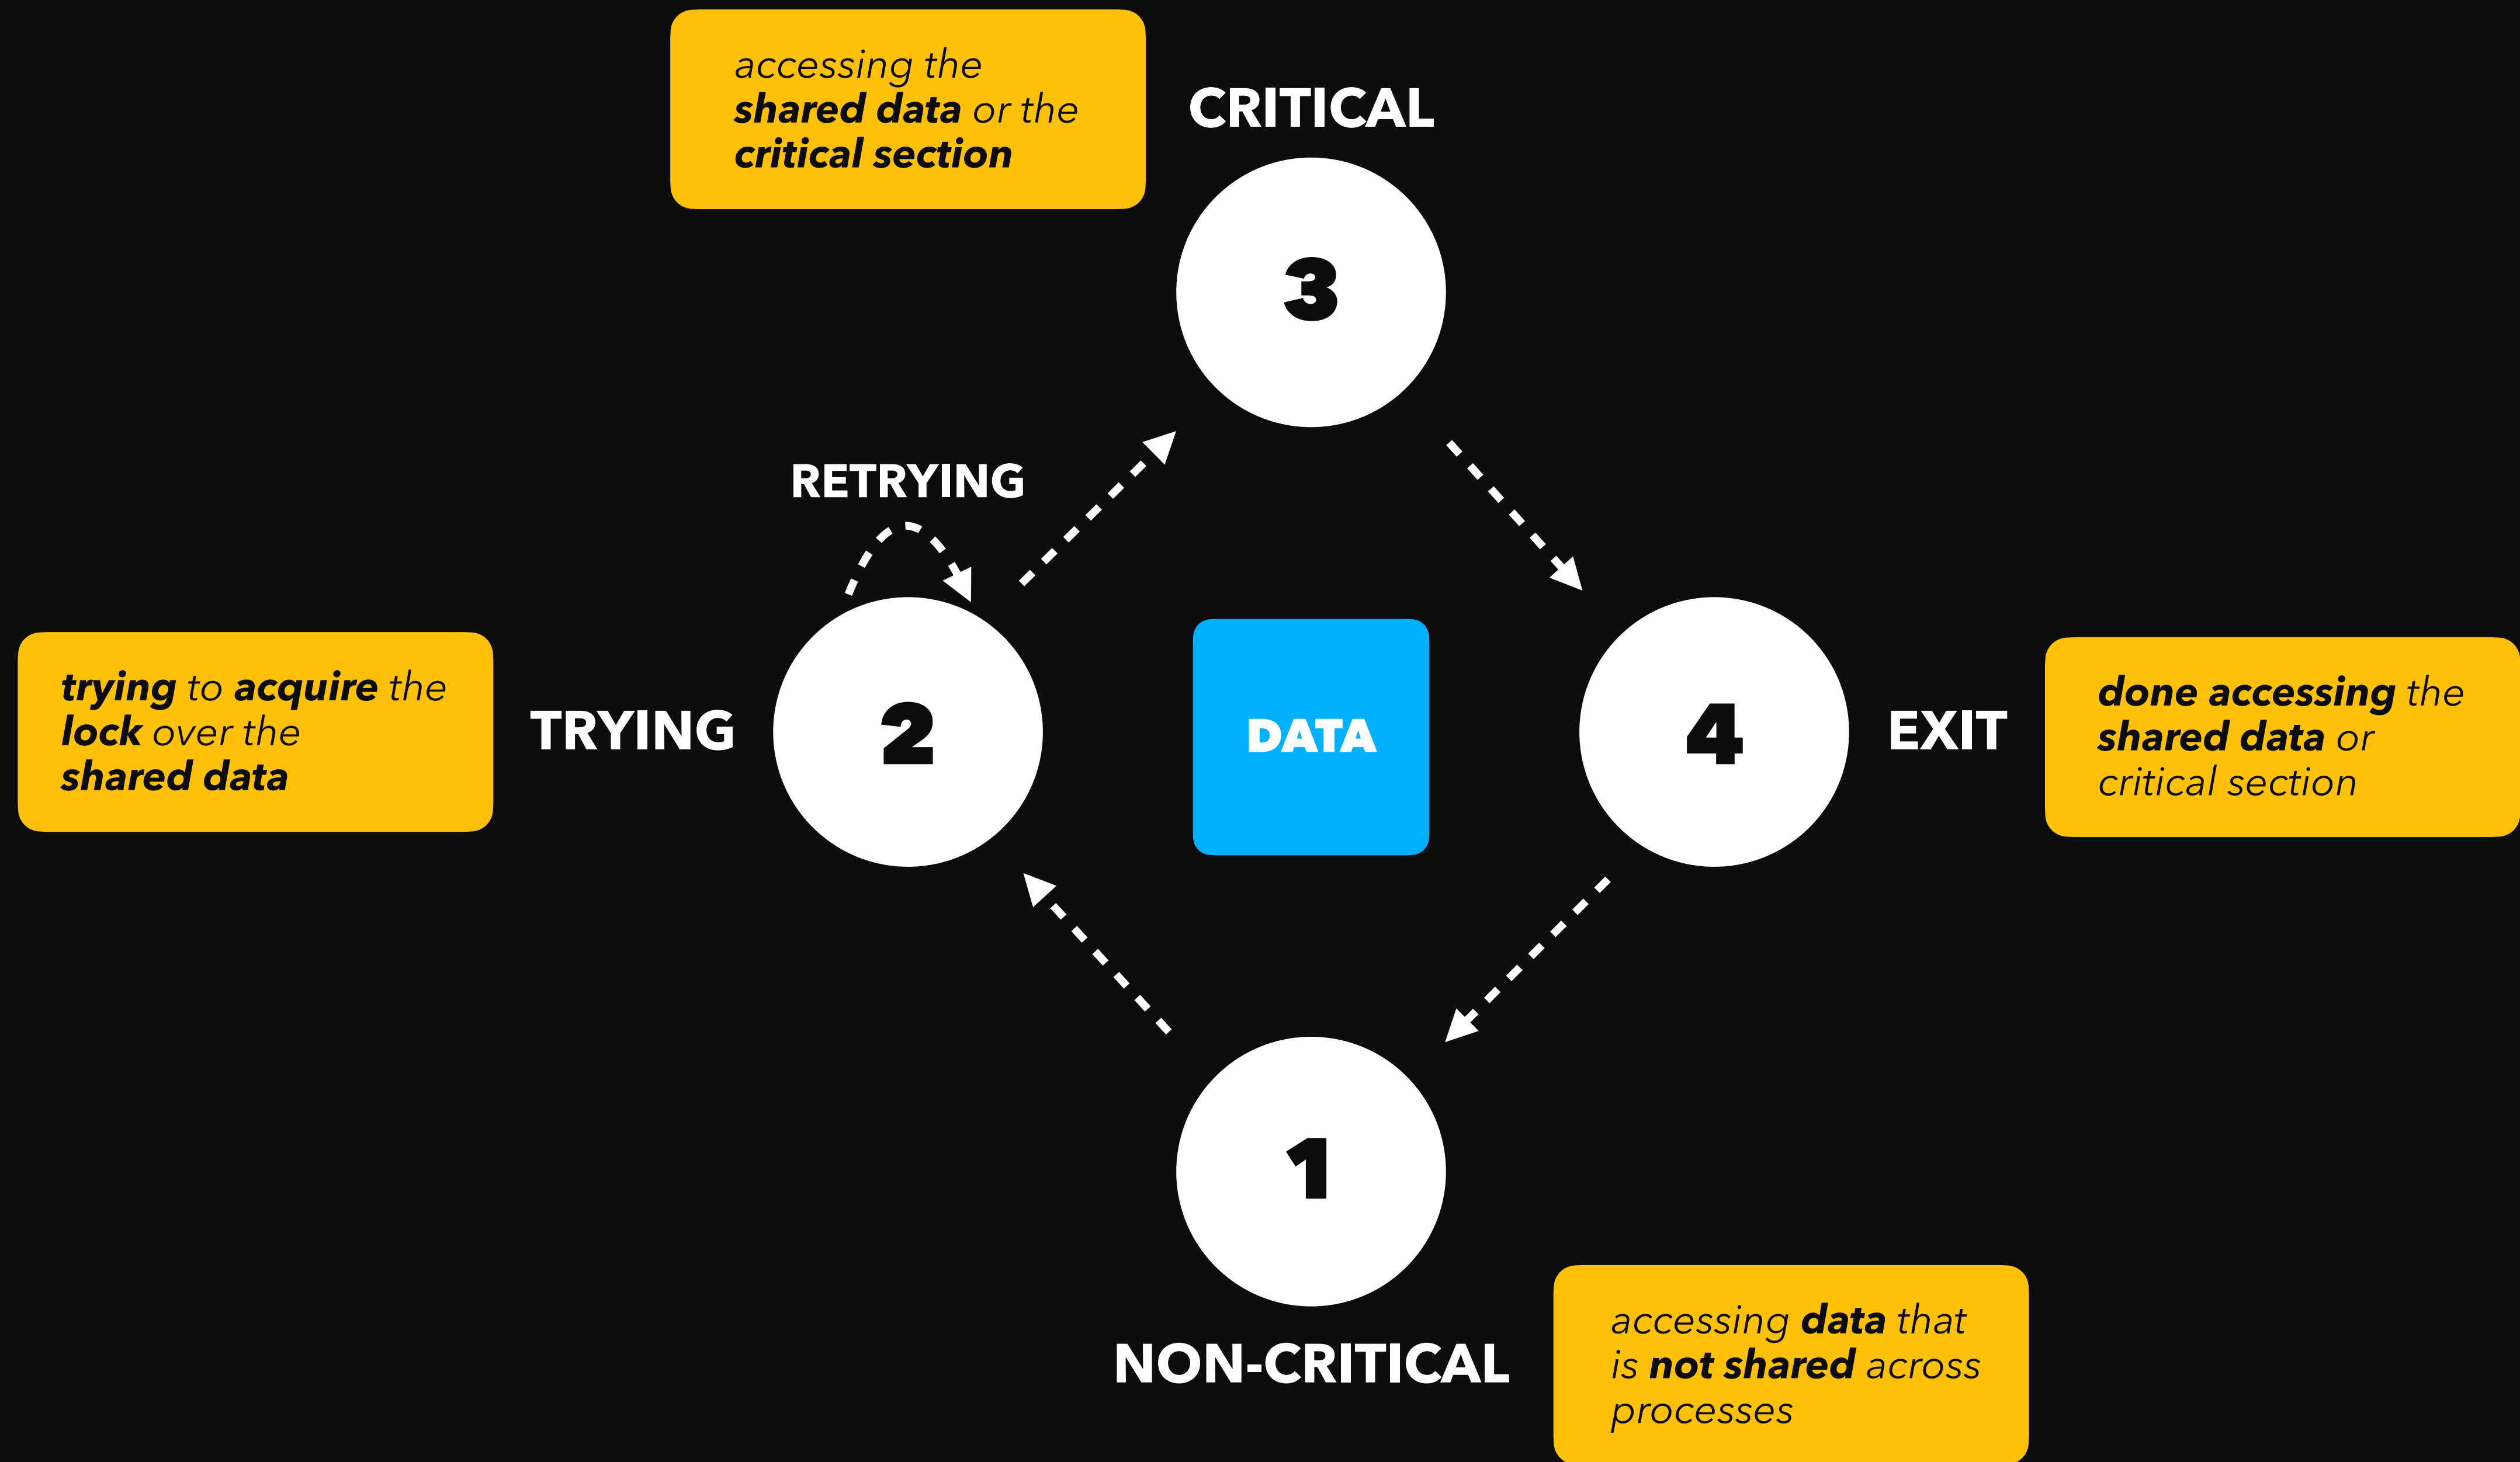 accessing the
shared data or the
critical section
CRITICAL
3
RETRYING
trying to acquire the
lock over the
shared data
TRYING
2
DATA
4
EXIT
done accessing the
shared data or
critical section
1
NON-CRITICAL
accessing data that
is not shared across
processes